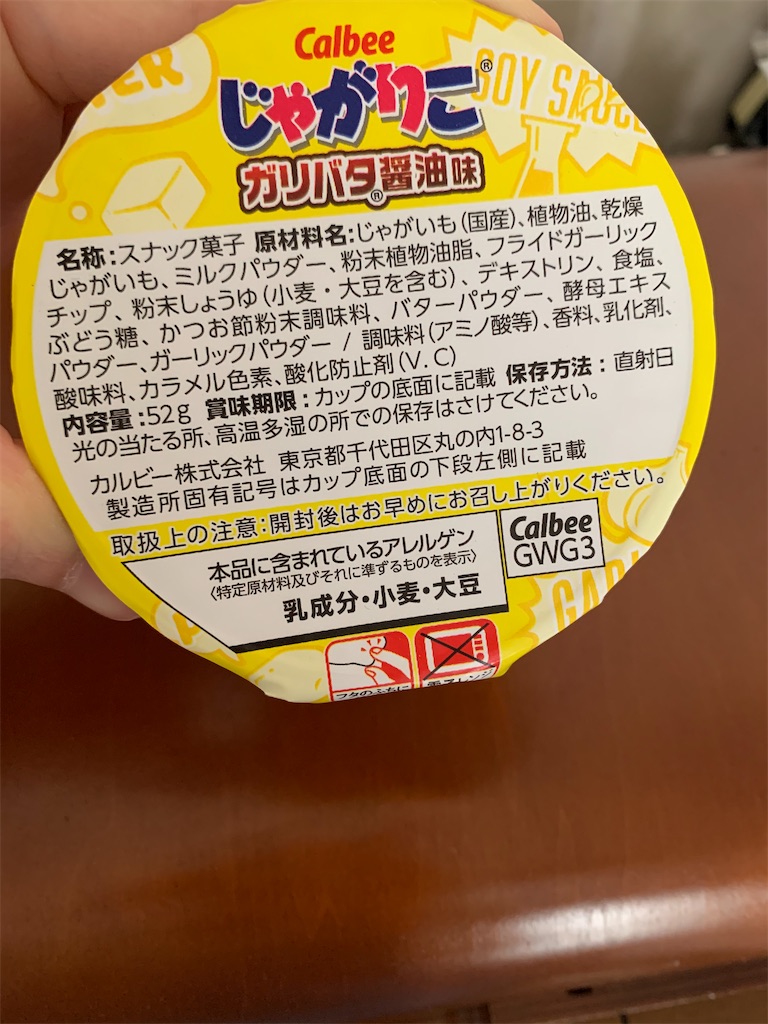 Calbee
じゃがりこ®
ガリバタ®醤油味
SOY SAUCE
名称:スナック菓子 原材料名:じゃがいも(国産)、植物油、乾燥
じゃがいも、ミルクパウダー、粉末植物油脂、フライドガーリック
チップ、粉末しょうゆ(小麦・大豆を含む)、デキストリン、食塩、
ぶどう糖、かつお節粉末調味料、バターパウダー、酵母エキス
パウダー、ガーリックパウダー / 調味料(アミノ酸等)、香料、乳化剤、
酸味料、カラメル色素、酸化防止剤(V.C)
内容量:52g 賞味期限:カップの底面に記載 保存方法:直射日
光の当たる所、高温多湿の所での保存はさけてください。
カルビー株式会社 東京都千代田区丸の内1-8-3
製造所固有記号はカップ底面の下段左側に記載
取扱上の注意:開封後はお早めにお召し上がりください。
本品に含まれているアレルゲン
〈特定原材料及びそれに準ずるものを表示〉
乳成分・小麦・大豆
Calbee
GWG3
フタのふちに
電子レンジ